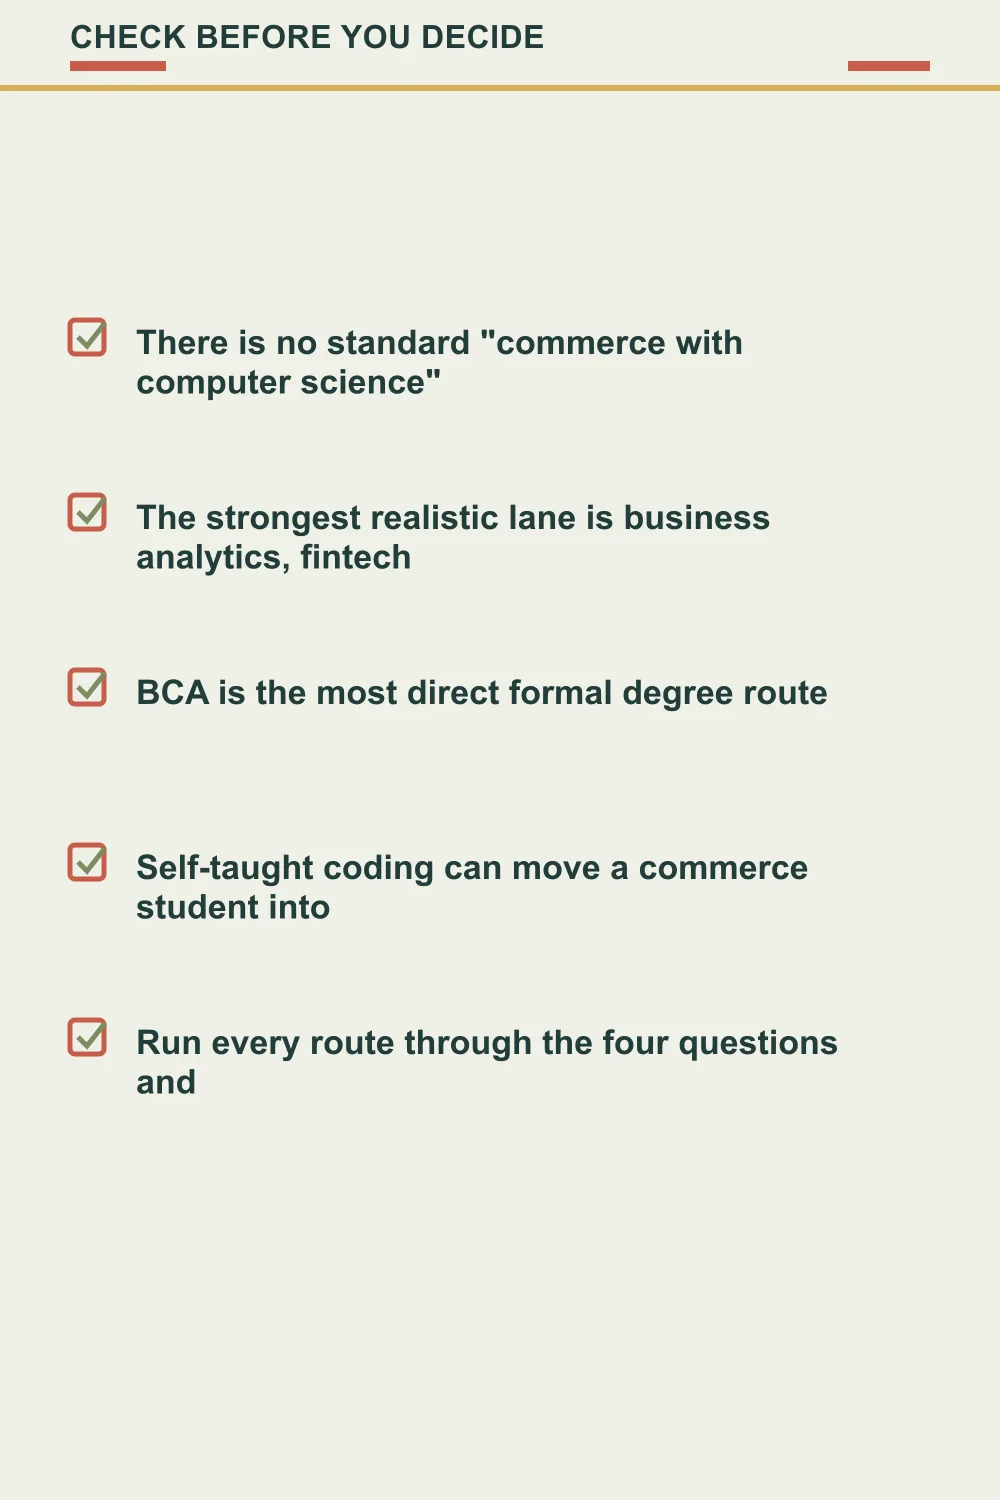 CHECK BEFORE YOU DECIDE
There is no standard "commerce with
computer science"
The strongest realistic lane is business
analytics, fintech
BCA is the most direct formal degree route
Self-taught coding can move a commerce
student into
Run every route through the four questions
and